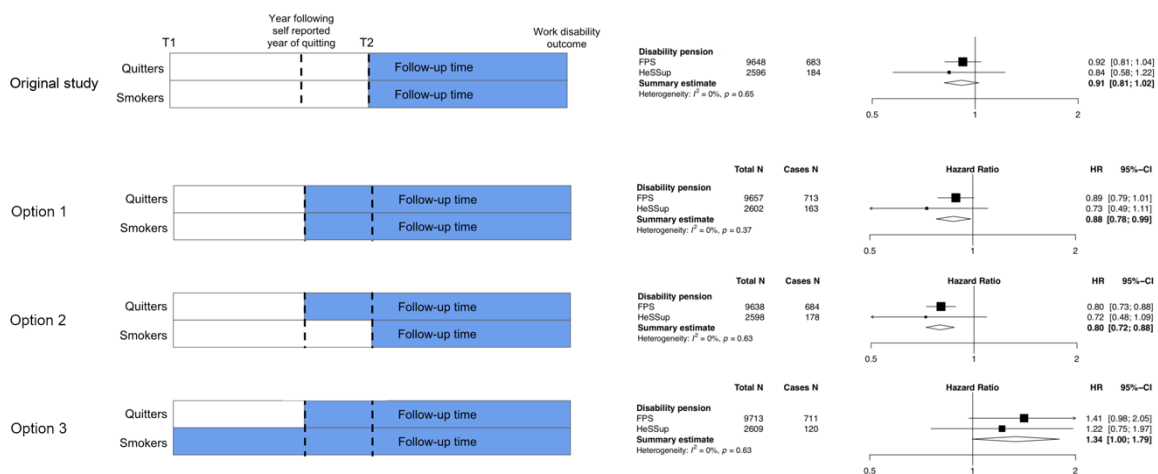 Year following
self reported
year of quitting
T1
T2
Work disability
outcome
Original study
Quitters
Follow-up time
Smokers
Follow-up time
Disability pension
FPS 9648 683 0.92 [0.81; 1.04]
HeSSup 2596 184 0.84 [0.58; 1.22]
Summary estimate 0.91 [0.81; 1.02]
Heterogeneity: I² = 0%, p = 0.65
0.5 1 2
Option 1
Quitters
Follow-up time
Smokers
Follow-up time
Total N Cases N Hazard Ratio HR 95%-CI
Disability pension
FPS 9657 713 0.89 [0.79; 1.01]
HeSSup 2602 163 0.73 [0.49; 1.11]
Summary estimate 0.88 [0.78; 0.99]
Heterogeneity: I² = 0%, p = 0.37
0.5 1 2
Option 2
Quitters
Follow-up time
Smokers
Follow-up time
Total N Cases N Hazard Ratio HR 95%-CI
Disability pension
FPS 9638 684 0.80 [0.73; 0.88]
HeSSup 2598 178 0.72 [0.48; 1.09]
Summary estimate 0.80 [0.72; 0.88]
Heterogeneity: I² = 0%, p = 0.63
0.5 1 2
Option 3
Quitters
Follow-up time
Smokers
Follow-up time
Total N Cases N Hazard Ratio HR 95%-CI
Disability pension
FPS 9713 711 1.41 [0.98; 2.05]
HeSSup 2609 120 1.22 [0.75; 1.97]
Summary estimate 1.34 [1.00; 1.79]
Heterogeneity: I² = 0%, p = 0.63
0.5 1 2